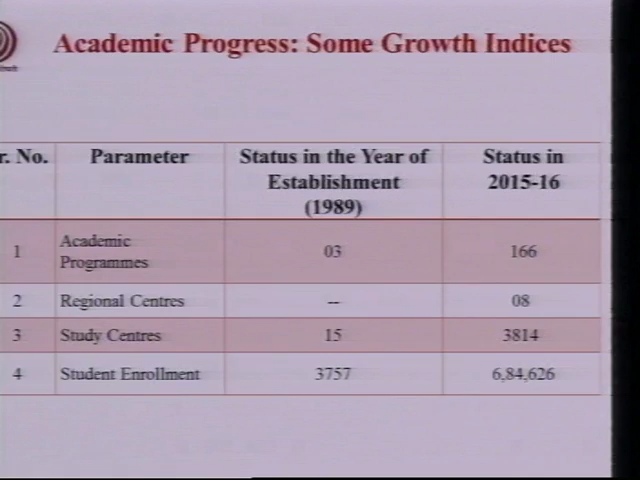 Academic Progress: Some Growth Indices
r. No. Parameter Status in the Year of Establishment (1989) Status in 2015-16
1 Academic Programmes 03 166
2 Regional Centres -- 08
3 Study Centres 15 3814
4 Student Enrollment 3757 6,84,626